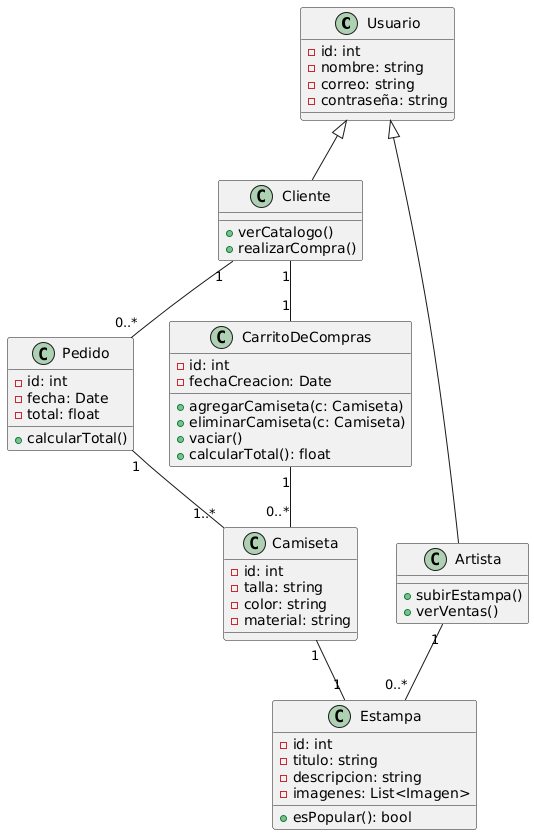 C Usuario
id: int
nombre: string
correo: string
contraseña: string
C Cliente
verCatalogo()
realizarCompra()
1
1
0..*
1
C Pedido
id: int
fecha: Date
total: float
calcularTotal()
C CarritoDeCompras
id: int
fechaCreacion: Date
agregarCamiseta(c: Camiseta)
eliminarCamiseta(c: Camiseta)
vaciar()
calcularTotal(): float
1
1
1..*
0..*
C Camiseta
id: int
talla: string
color: string
material: string
C Artista
subirEstampa()
verVentas()
1
1
1
0..*
C Estampa
id: int
titulo: string
descripcion: string
imagenes: List<Imagen>
esPopular(): bool